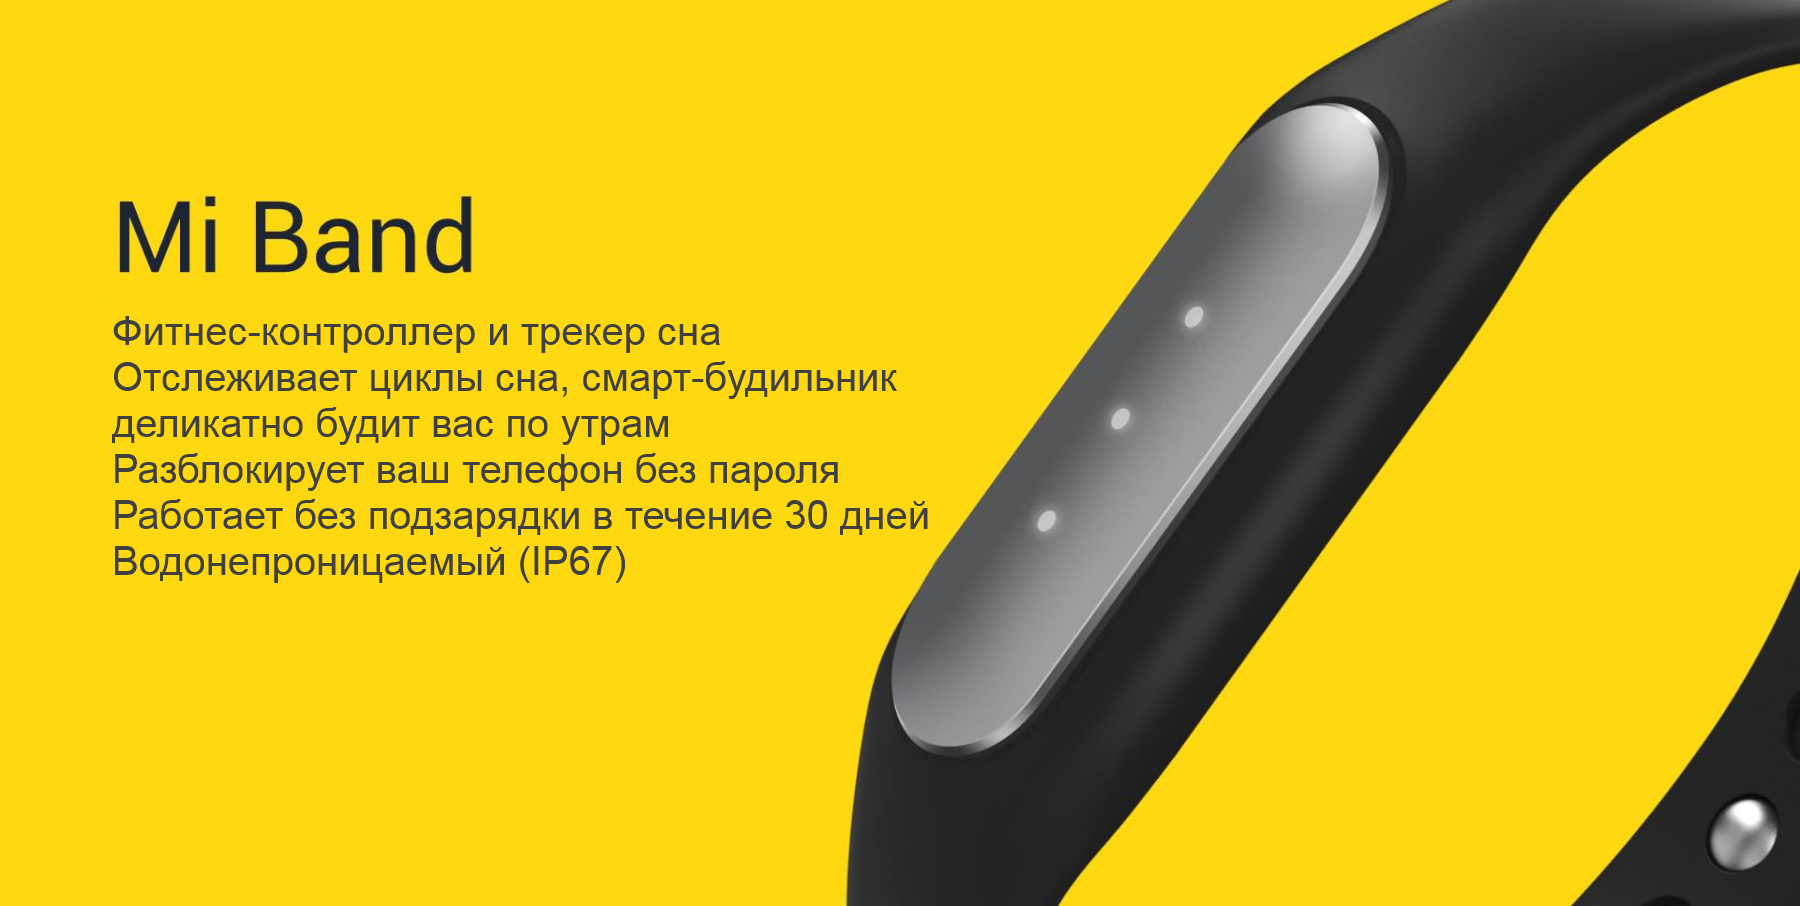 Mi Band
Фитнес-контроллер и трекер сна
Отслеживает циклы сна, смарт-будильник
деликатно будит вас по утрам
Разблокирует ваш телефон без пароля
Работает без подзарядки в течение 30 дней
Водонепроницаемый (IP67)